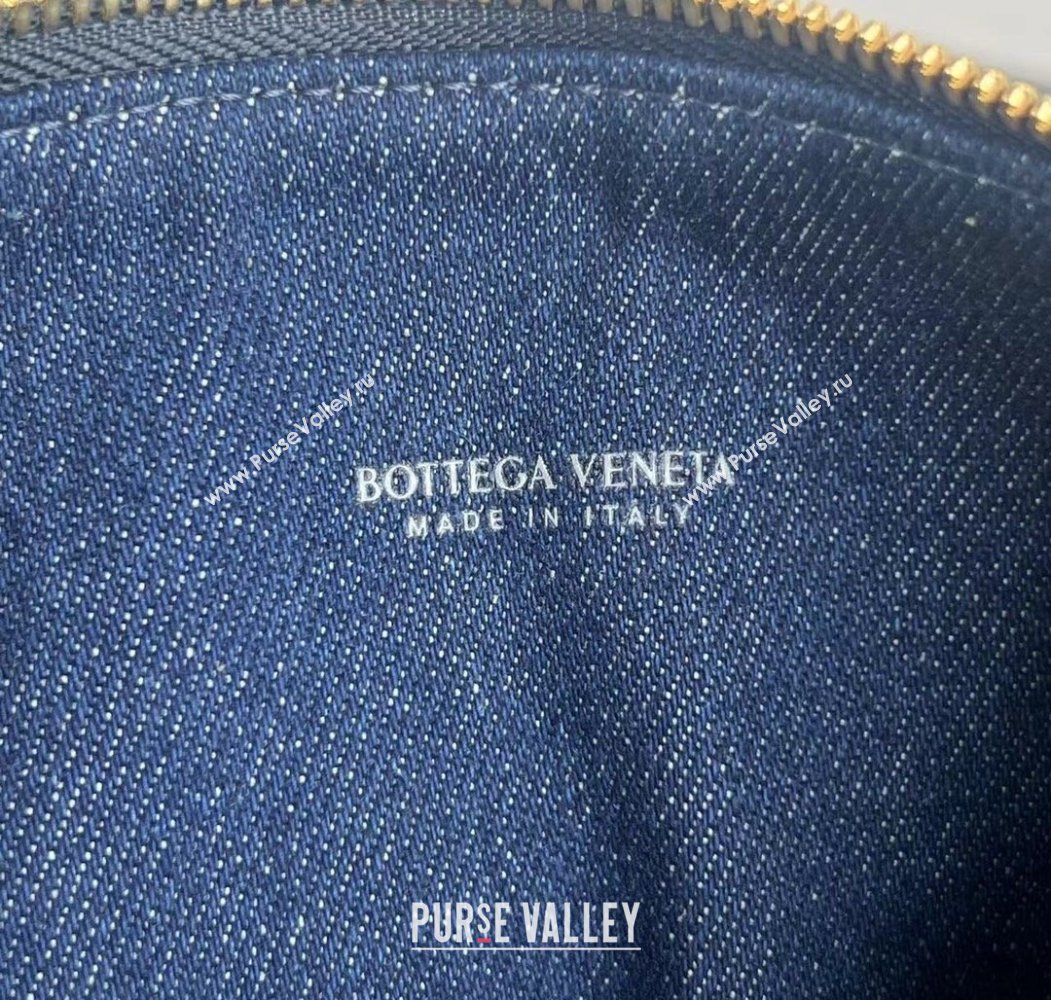 www.PurseValley.ru
www.PurseValley.ru
BOTTEGA VENETA
MADE IN ITALY
PURSE VALLEY